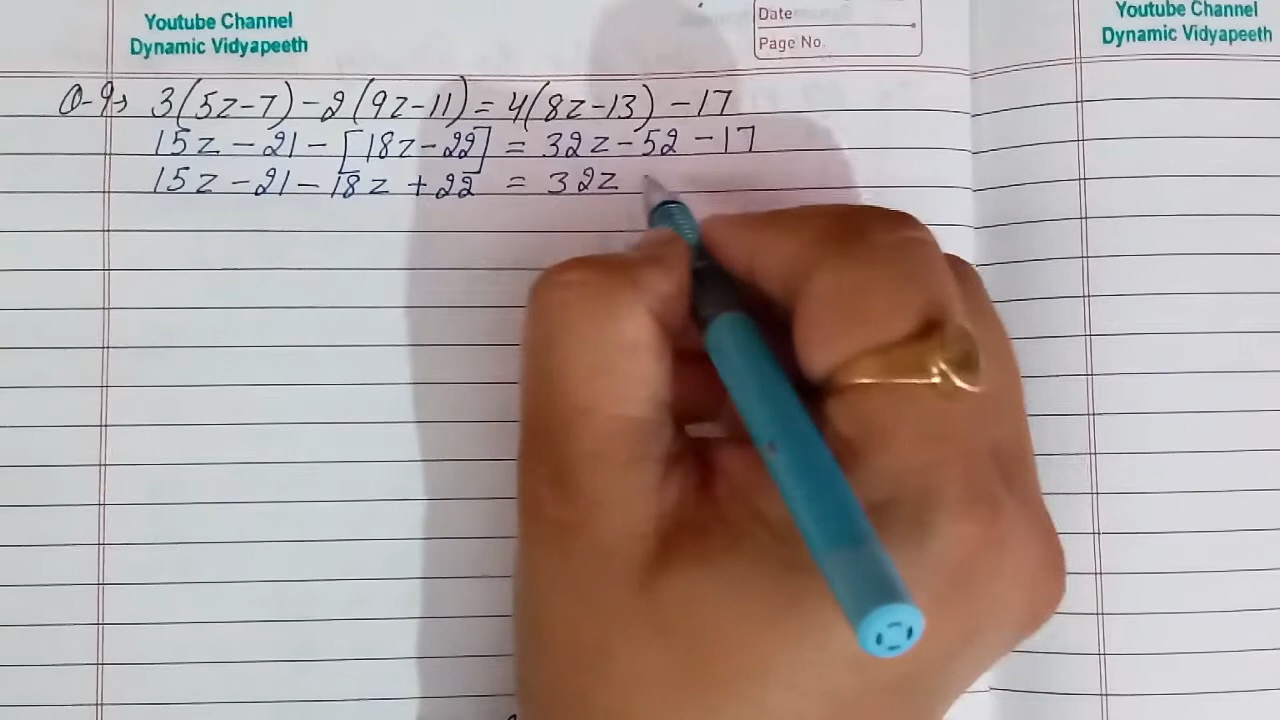 Youtube Channel
Dynamic Vidyapeeth
Date
Page No.
Youtube Channel
Dynamic Vidyapeeth
Q-9→ 3(5z-7)-2(9z-11)=4(8z-13)-17
15z-21-[18z-22]=32z-52-17
15z-21-18z+22=32z